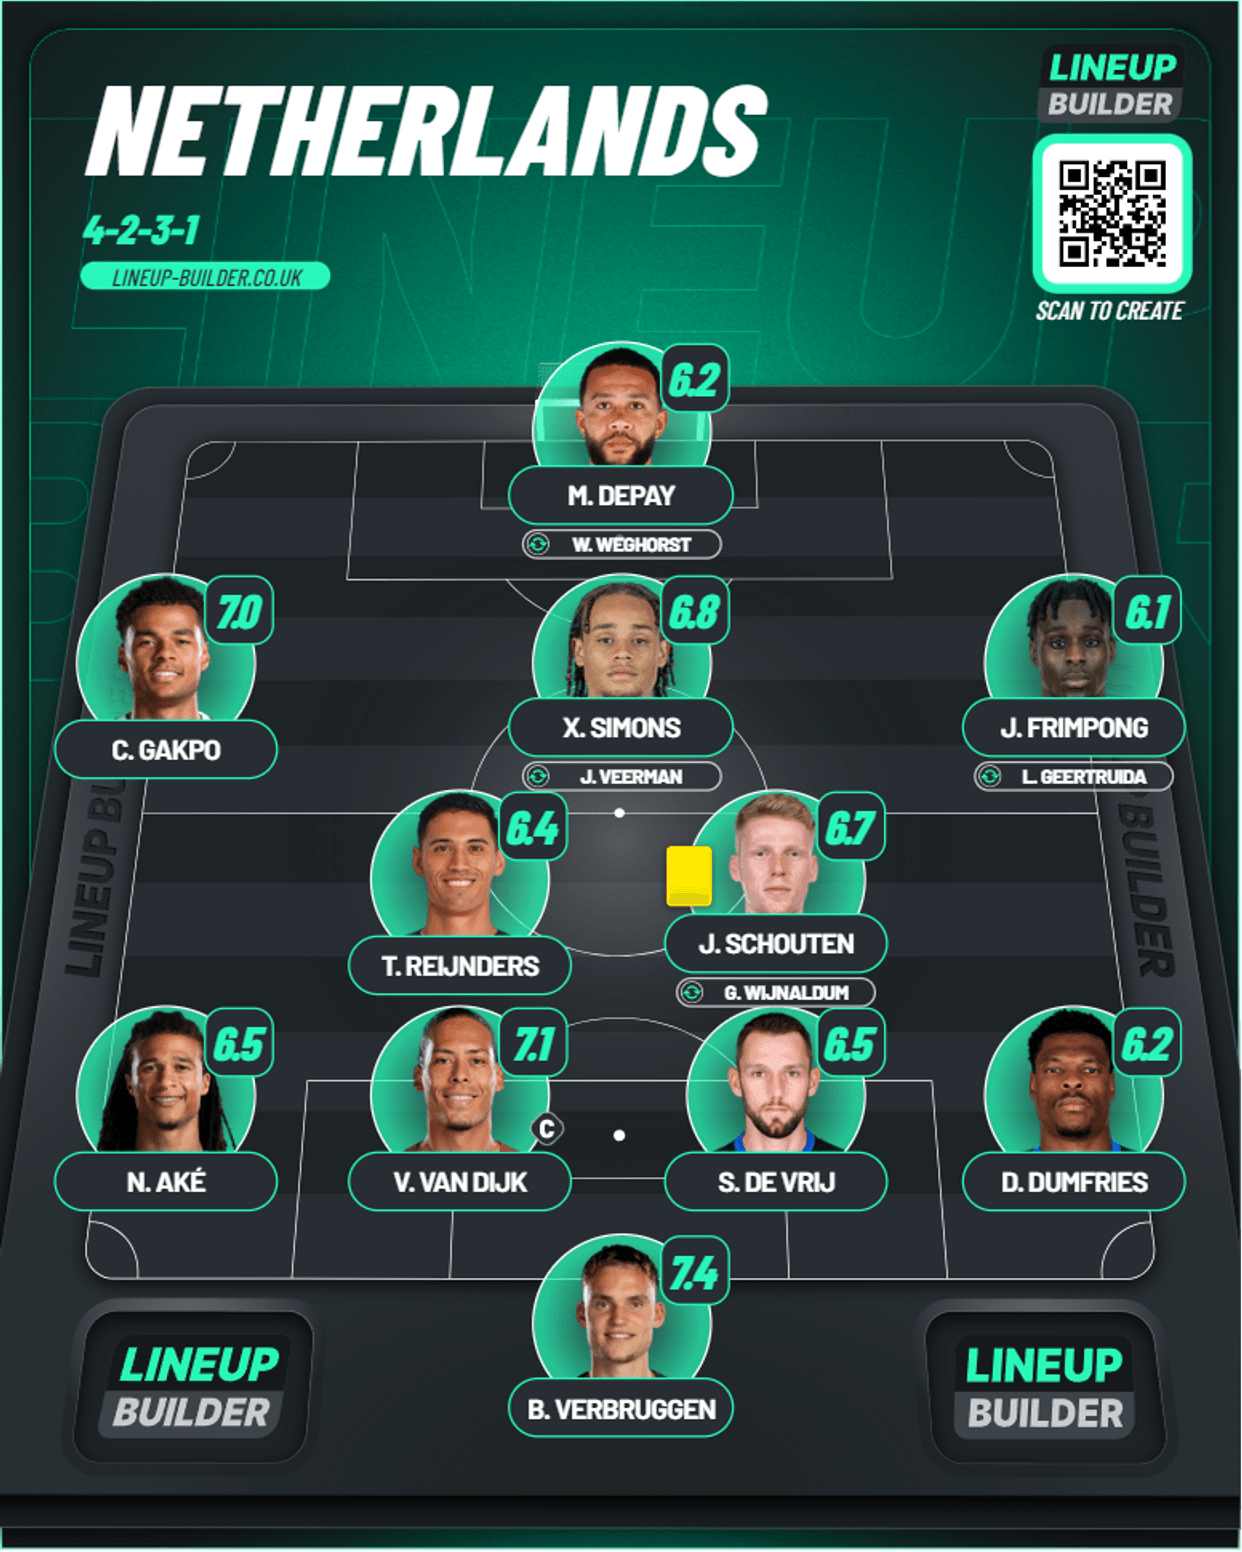 NETHERLANDS
4-2-3-1
LINEUP-BUILDER.CO.UK
LINEUP
BUILDER
SCAN TO CREATE
6.2
M. DEPAY
W. WEGHORST
7.0
C. GAKPO
6.8
X. SIMONS
J. VEERMAN
6.1
J. FRIMPONG
L. GEERTRUIDA
6.4
T. REIJNDERS
6.7
J. SCHOUTEN
G. WIJNALDUM
LINEUP BU
BUILDER
6.5
N. AKÉ
7.1
C
V. VAN DIJK
6.5
S. DE VRIJ
6.2
D. DUMFRIES
7.4
B. VERBRUGGEN
LINEUP
BUILDER
LINEUP
BUILDER